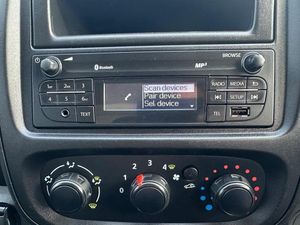 BROWSE
Bluetooth
MP3
Scan devices
Pair device
Sel. device
RADIO MEDIA
SETUP
1 2 3
4 5 6
TEXT
TEL
0 1 2 3 4